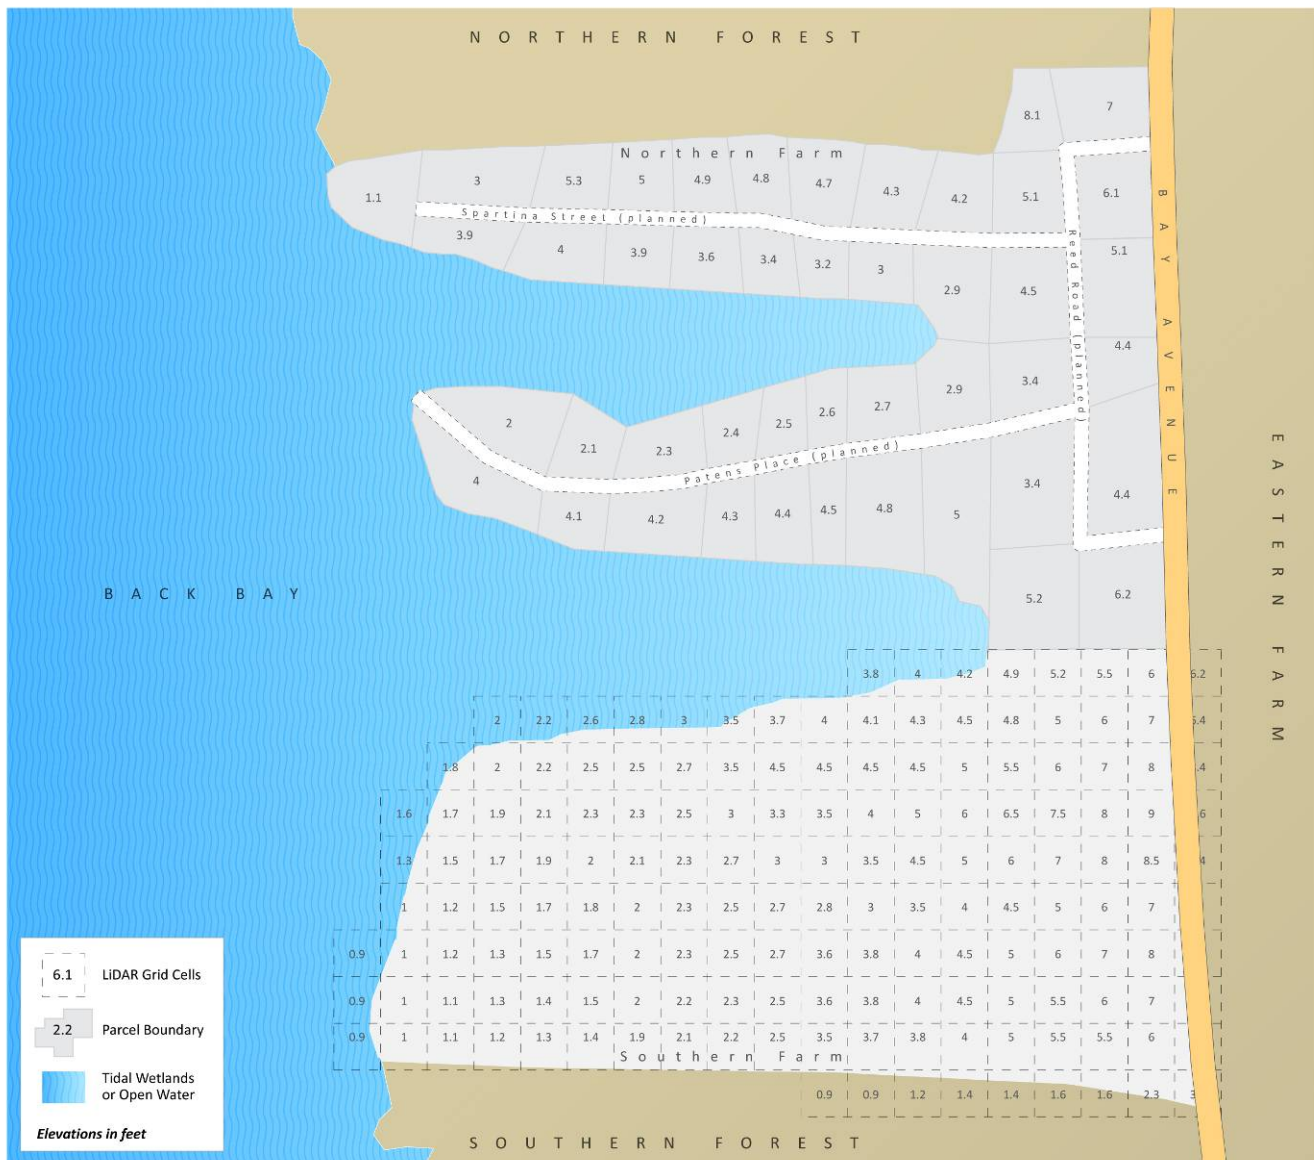 NORTHERN FOREST
8.1 7
Northern Farm
1.1 3 5.3 5 4.9 4.8 4.7 4.3 4.2 5.1 6.1
Spartina Street (planned)
3.9 4 3.9 3.6 3.4 3.2 3 2.9 4.5 5.1
Reed Road (planned)
BAY AVENUE
4.4
2 2.1 2.3 2.4 2.5 2.6 2.7 2.9 3.4
Patens Place (planned)
4 4.1 4.2 4.3 4.4 4.5 4.8 5 3.4 4.4
EASTERN FARM
BACK BAY
5.2 6.2
3.8 4 4.2 4.9 5.2 5.5 6 6.2
2 2.2 2.6 2.8 3 3.5 3.7 4 4.1 4.3 4.5 4.8 5 6 7
1.8 2 2.2 2.5 2.5 2.7 3.5 4.5 4.5 4.5 4.5 5 5.5 6 7 8
1.6 1.7 1.9 2.1 2.3 2.3 2.5 3 3.3 3.5 4 5 6 6.5 7.5 8 9
1.3 1.5 1.7 1.9 2 2.1 2.3 2.7 3 3 3.5 4.5 5 6 7 8 8.5
1 1.2 1.5 1.7 1.8 2 2.3 2.5 2.7 2.8 3 3.5 4 4.5 5 6 7
0.9 1 1.2 1.3 1.5 1.7 2 2.3 2.5 2.7 3.6 3.8 4 4.5 5 6 7 8
0.9 1 1.1 1.3 1.4 1.5 2 2.2 2.3 2.5 3.6 3.8 4 4.5 5 5.5 6 7
0.9 1 1.1 1.2 1.3 1.4 1.9 2.1 2.2 2.5 3.5 3.7 3.8 4 5 5.5 5.5 6
Southern Farm
0.9 0.9 1.2 1.4 1.4 1.6 1.6 2.3
SOUTHERN FOREST
6.1 LiDAR Grid Cells
2.2 Parcel Boundary
Tidal Wetlands
or Open Water
Elevations in feet